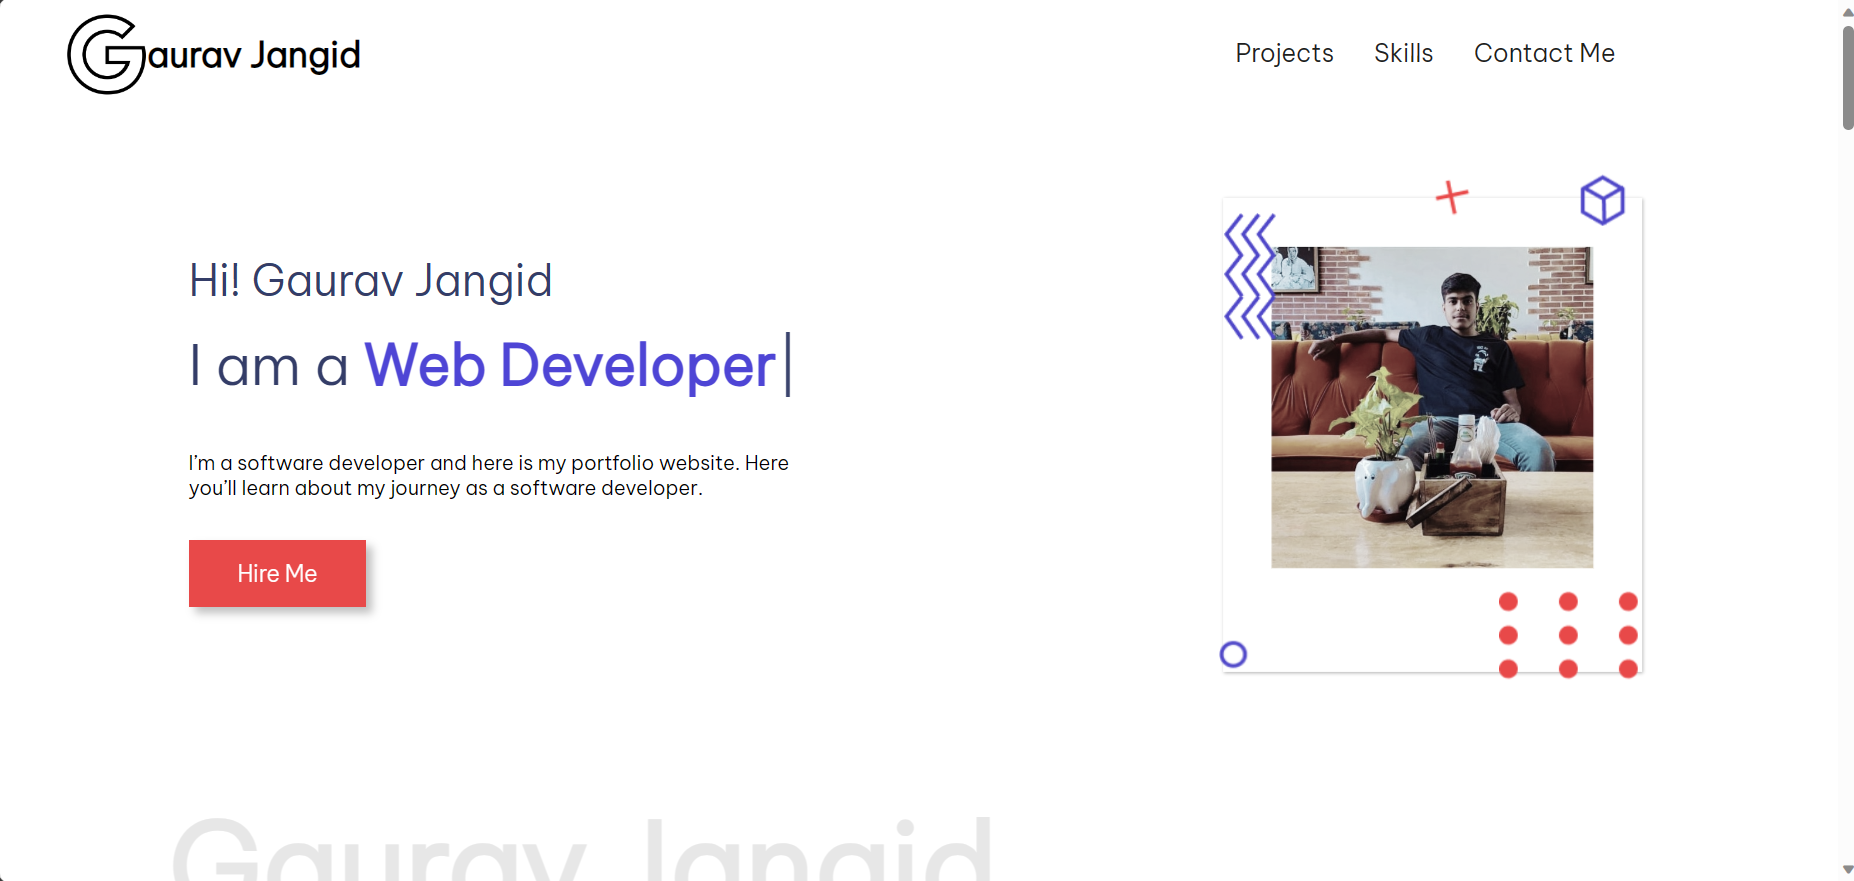 Gaurav Jangid
Projects Skills Contact Me
Hi! Gaurav Jangid
I am a Web Developer
I’m a software developer and here is my portfolio website. Here
you’ll learn about my journey as a software developer.
Hire Me
Gaurav Jangid